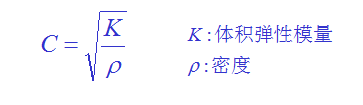 C = √(K/ρ)
K : 体积弹性模量
ρ : 密度